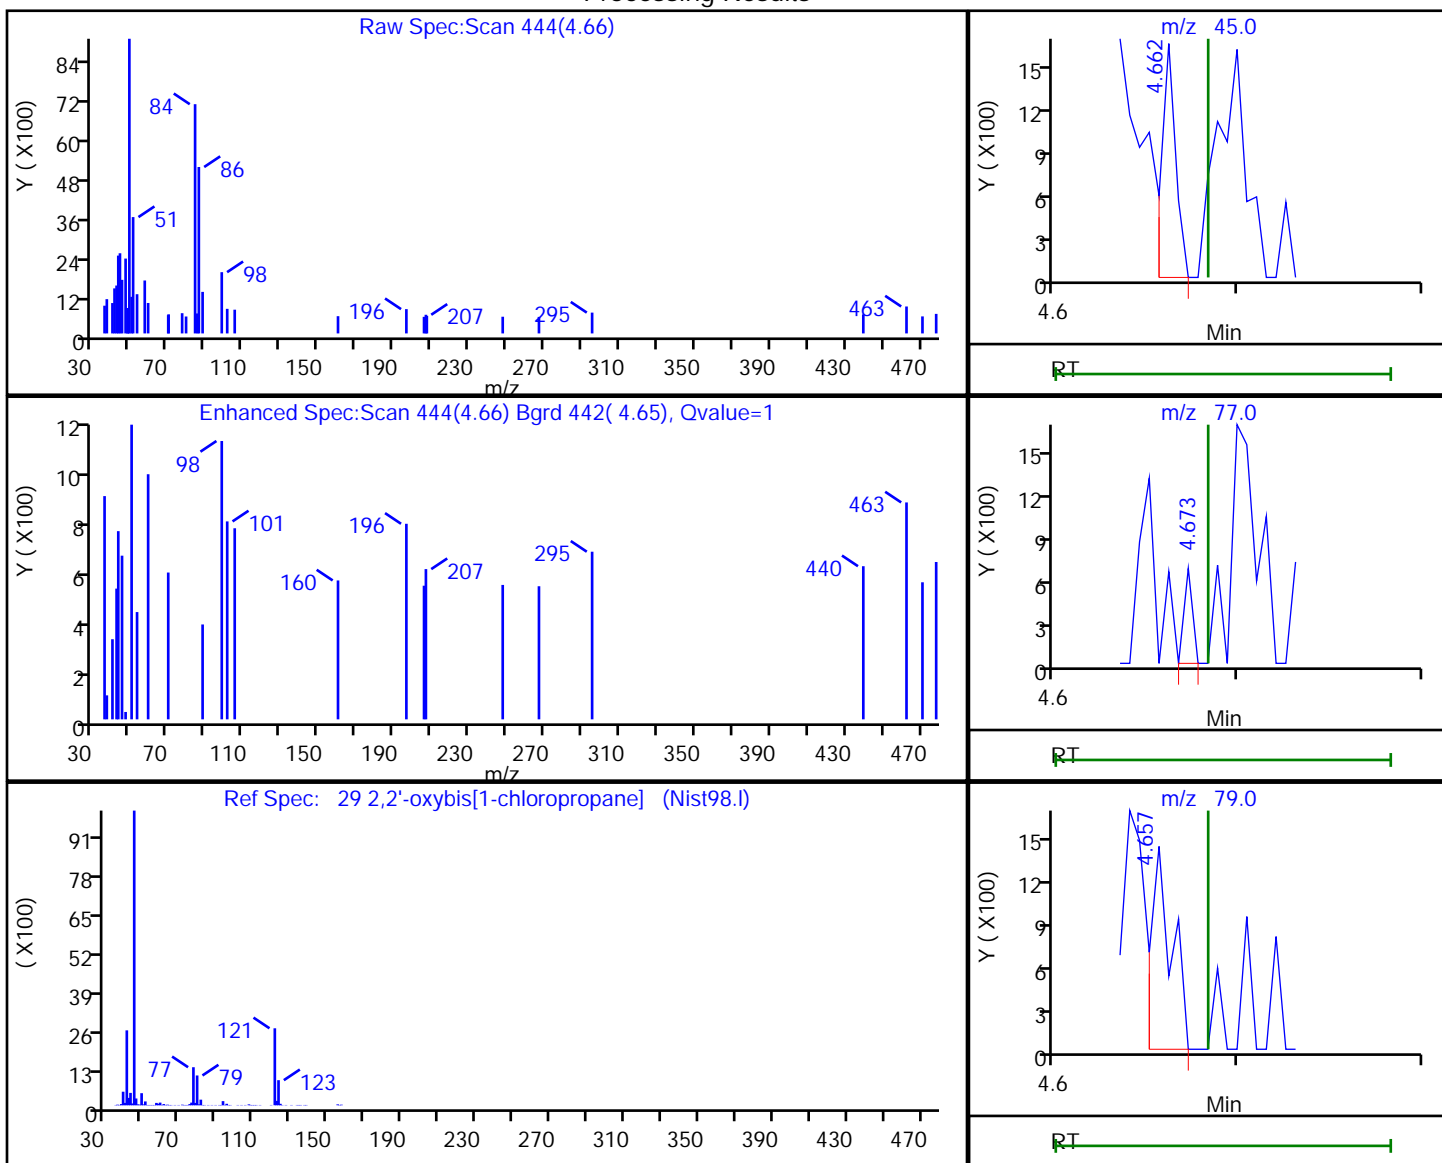 Raw Spec:Scan 444(4.66)
Y ( X100)
84
72
60
48
36
24
12
0
84
86
51
98
196
207
295
463
30 70 110 150 190 230 270 310 350 390 430 470
m/z
m/z 45.0
Y ( X100)
15
12
9
6
3
0
4.662
4.6
Min
RT
Enhanced Spec:Scan 444(4.66) Bgrd 442( 4.65), Qvalue=1
Y ( X100)
12
10
8
6
4
2
0
98
101
160
196
207
295
440
463
30 70 110 150 190 230 270 310 350 390 430 470
m/z
m/z 77.0
Y ( X100)
15
12
9
6
3
0
4.673
4.6
Min
RT
Ref Spec: 29 2,2'-oxybis[1-chloropropane] (Nist98.l)
( X100)
91
78
65
52
39
26
13
0
77
79
121
123
30 70 110 150 190 230 270 310 350 390 430 470
m/z 79.0
Y ( X100)
15
12
9
6
3
0
4.657
4.6
Min
RT